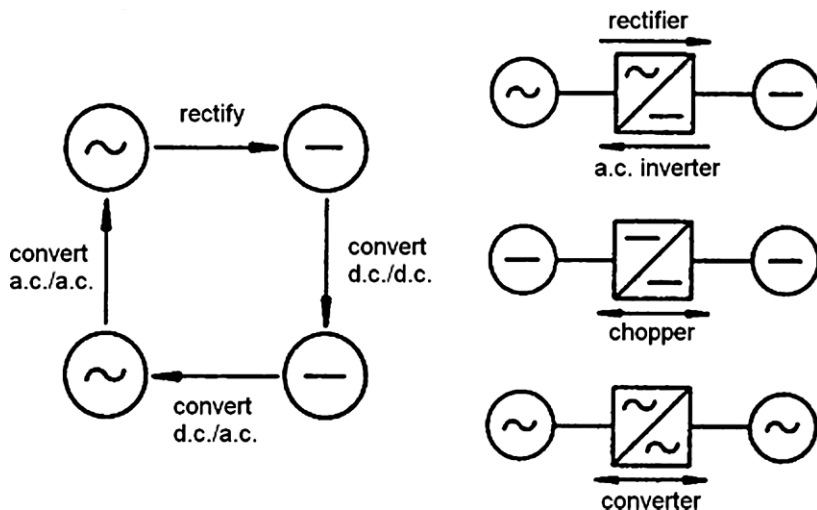 rectify
convert
a.c./a.c.
convert
d.c./d.c.
convert
d.c./a.c.
rectifier
a.c. inverter
chopper
converter